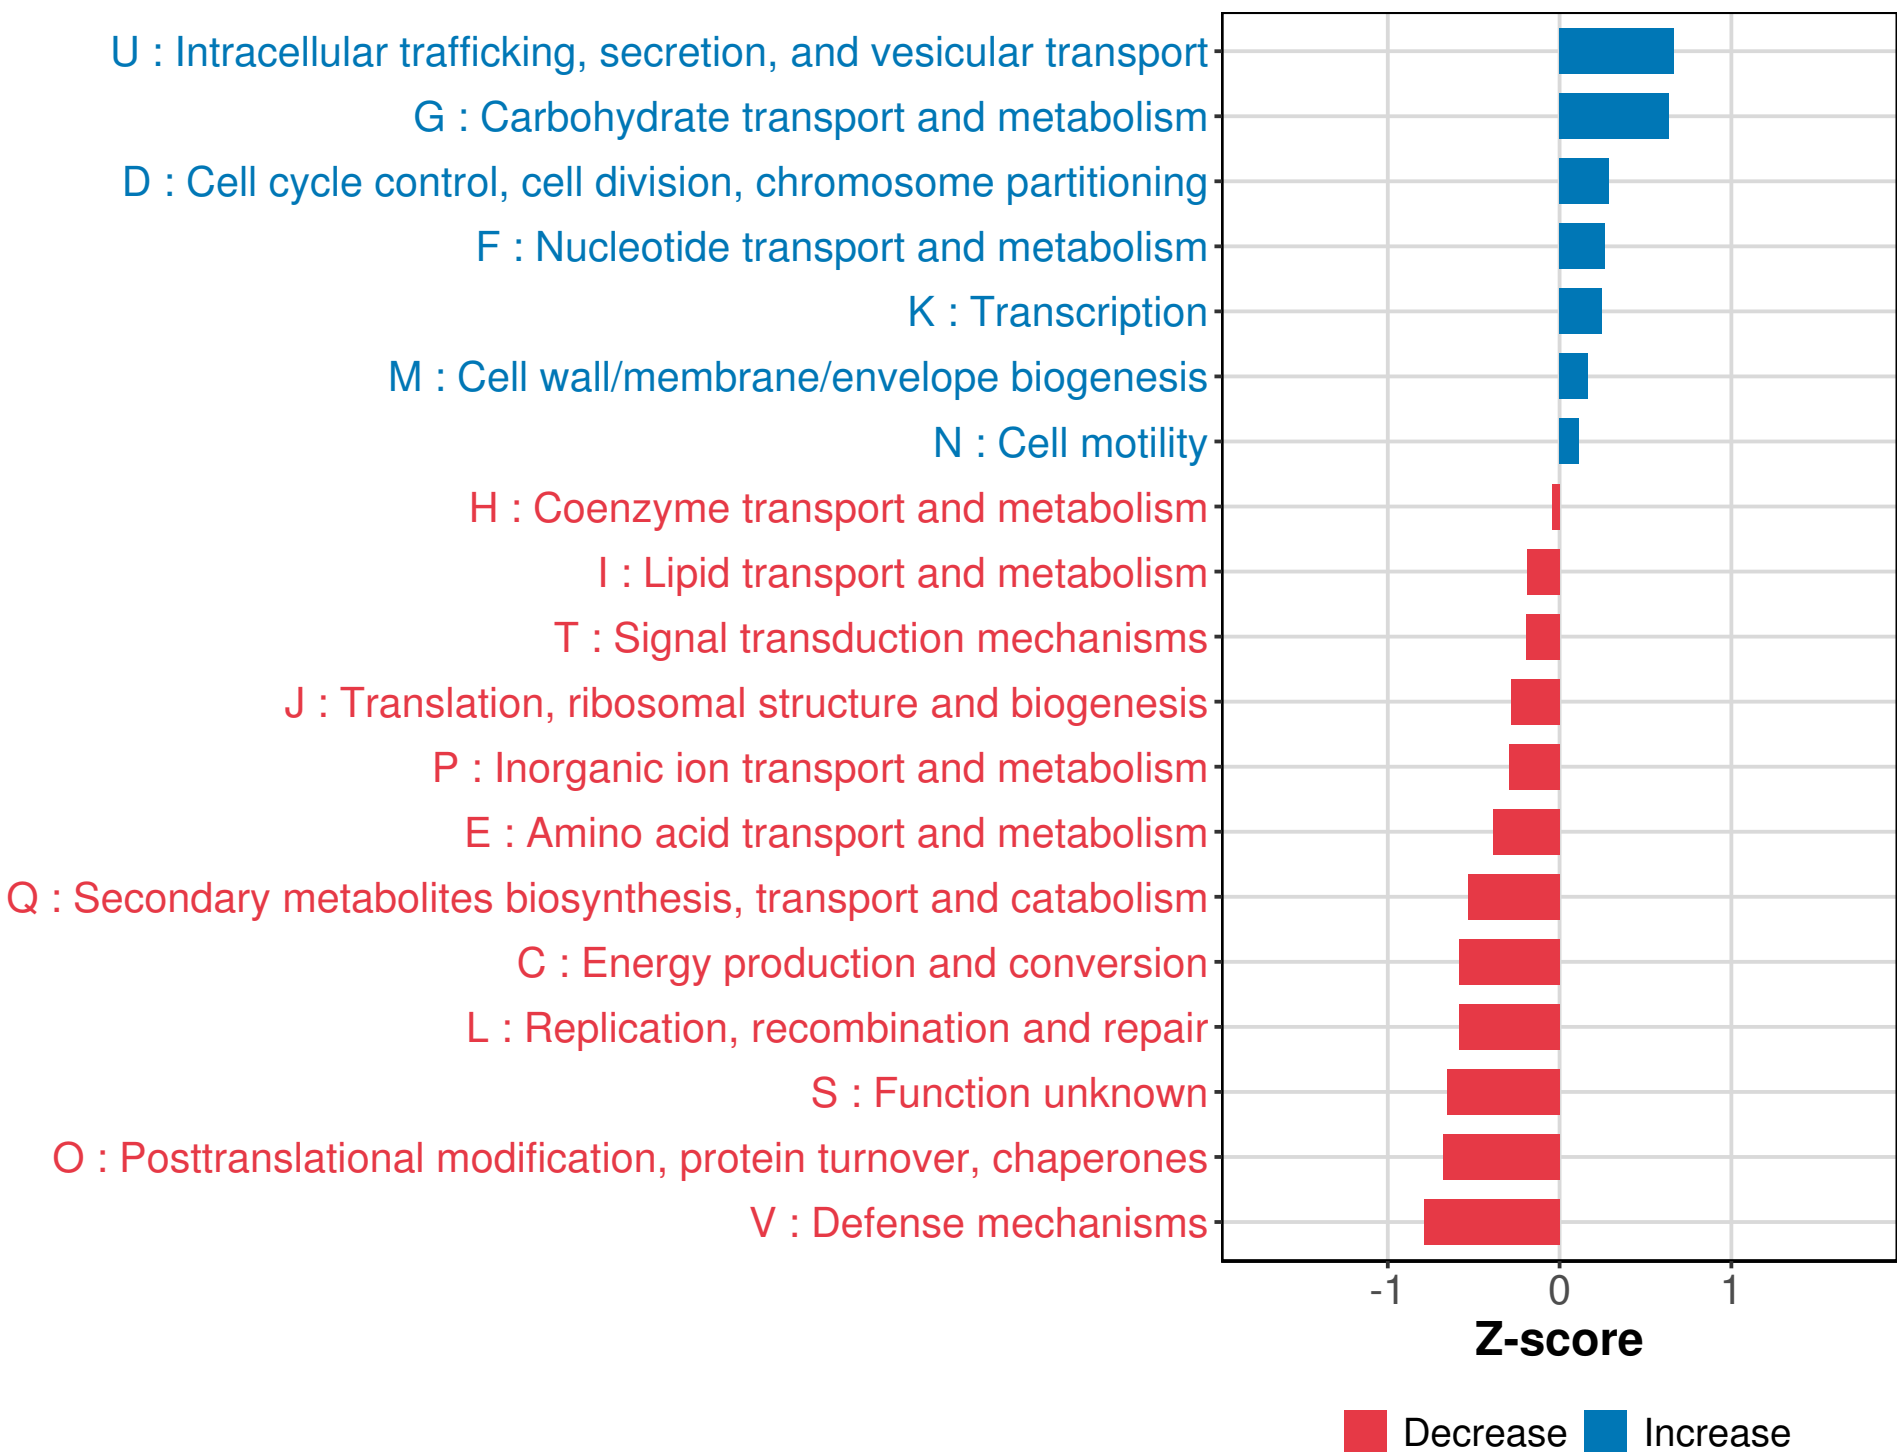 U : Intracellular trafficking, secretion, and vesicular transport
G : Carbohydrate transport and metabolism
D : Cell cycle control, cell division, chromosome partitioning
F : Nucleotide transport and metabolism
K : Transcription
M : Cell wall/membrane/envelope biogenesis
N : Cell motility
H : Coenzyme transport and metabolism
I : Lipid transport and metabolism
T : Signal transduction mechanisms
J : Translation, ribosomal structure and biogenesis
P : Inorganic ion transport and metabolism
E : Amino acid transport and metabolism
Q : Secondary metabolites biosynthesis, transport and catabolism
C : Energy production and conversion
L : Replication, recombination and repair
S : Function unknown
O : Posttranslational modification, protein turnover, chaperones
V : Defense mechanisms
-1 0 1
Z-score
Decrease Increase